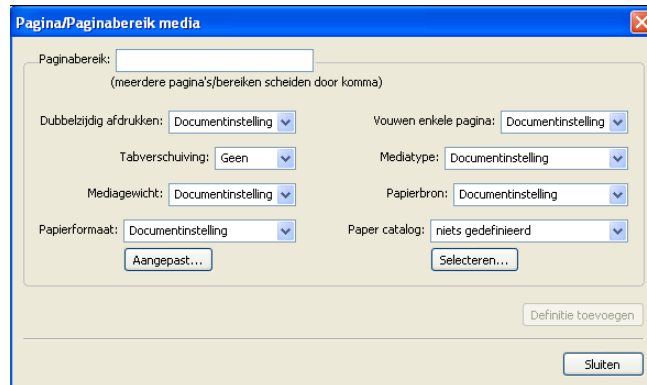 Pagina/Paginabereik media
Paginabereik:
(meerdere pagina's/bereiken scheiden door komma)
Dubbelzijdig afdrukken: Documentinstelling
Vouwen enkele pagina: Documentinstelling
Tabverschuiving: Geen
Mediatype: Documentinstelling
Mediagewicht: Documentinstelling
Papierbron: Documentinstelling
Papierformaat: Documentinstelling
Paper catalog: niets gedefinieerd
Aangepast...
Selecteren...
Definitie toevoegen
Sluiten